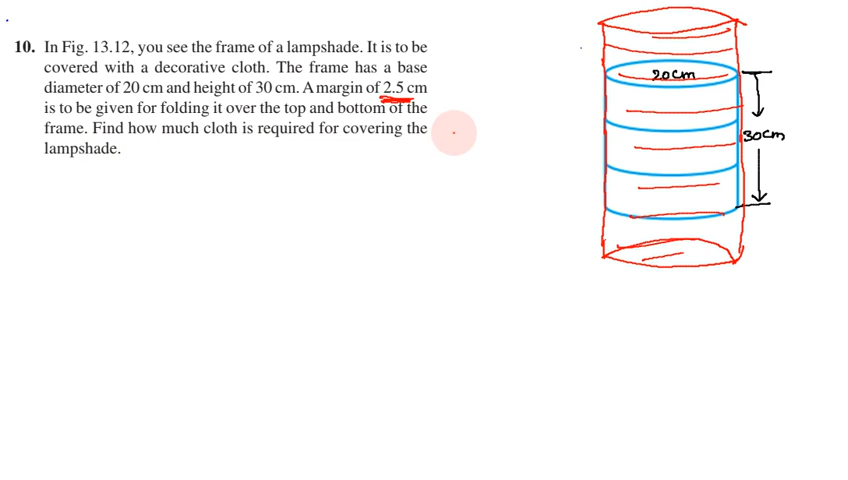 10. In Fig. 13.12, you see the frame of a lampshade. It is to be
covered with a decorative cloth. The frame has a base
diameter of 20 cm and height of 30 cm. A margin of 2.5 cm
is to be given for folding it over the top and bottom of the
frame. Find how much cloth is required for covering the
lampshade.
20cm
30cm